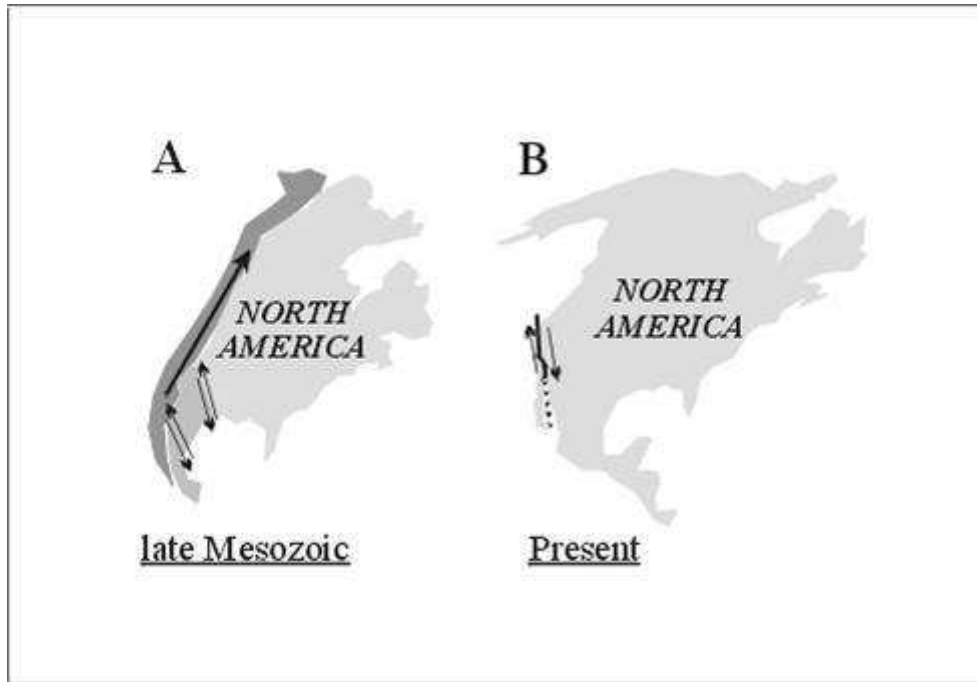 A
B
NORTH
AMERICA
NORTH
AMERICA
late Mesozoic
Present